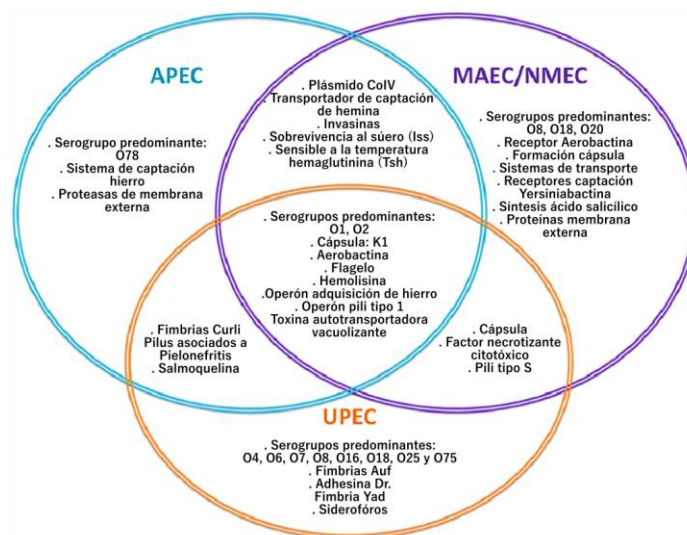 APEC
MAEC/NMEC
. Plásmido ColV
. Transportador de captación
de hemina
. Invasinas
. Sobrevivencia al súero (Iss)
. Sensible a la temperatura
hemaglutinina (Tsh)
. Serogrupo predominante:
O78
. Sistema de captación
hierro
. Proteasas de membrana
externa
. Serogrupos predominantes:
O8, O18, O20
. Receptor Aerobactina
. Formación cápsula
. Sistemas de transporte
. Receptores captación
Yersiniabactina
. Síntesis ácido salicílico
. Proteínas membrana
externa
. Serogrupos predominantes:
O1, O2
. Cápsula: K1
. Aerobactina
. Flagelo
. Hemolisina
.Operón adquisición de hierro
. Operón pili tipo 1
Toxina autotransportadora
vacuolizante
. Fimbrias Curli
Pilus asociados a
Pielonefritis
. Salmoquelina
. Cápsula
. Factor necrotizante
citotóxico
. Pili tipo S
UPEC
. Serogrupos predominantes:
O4, O6, O7, O8, O16, O18, O25 y O75
. Fimbrias Auf
. Adhesina Dr.
Fimbria Yad
. Siderofóros